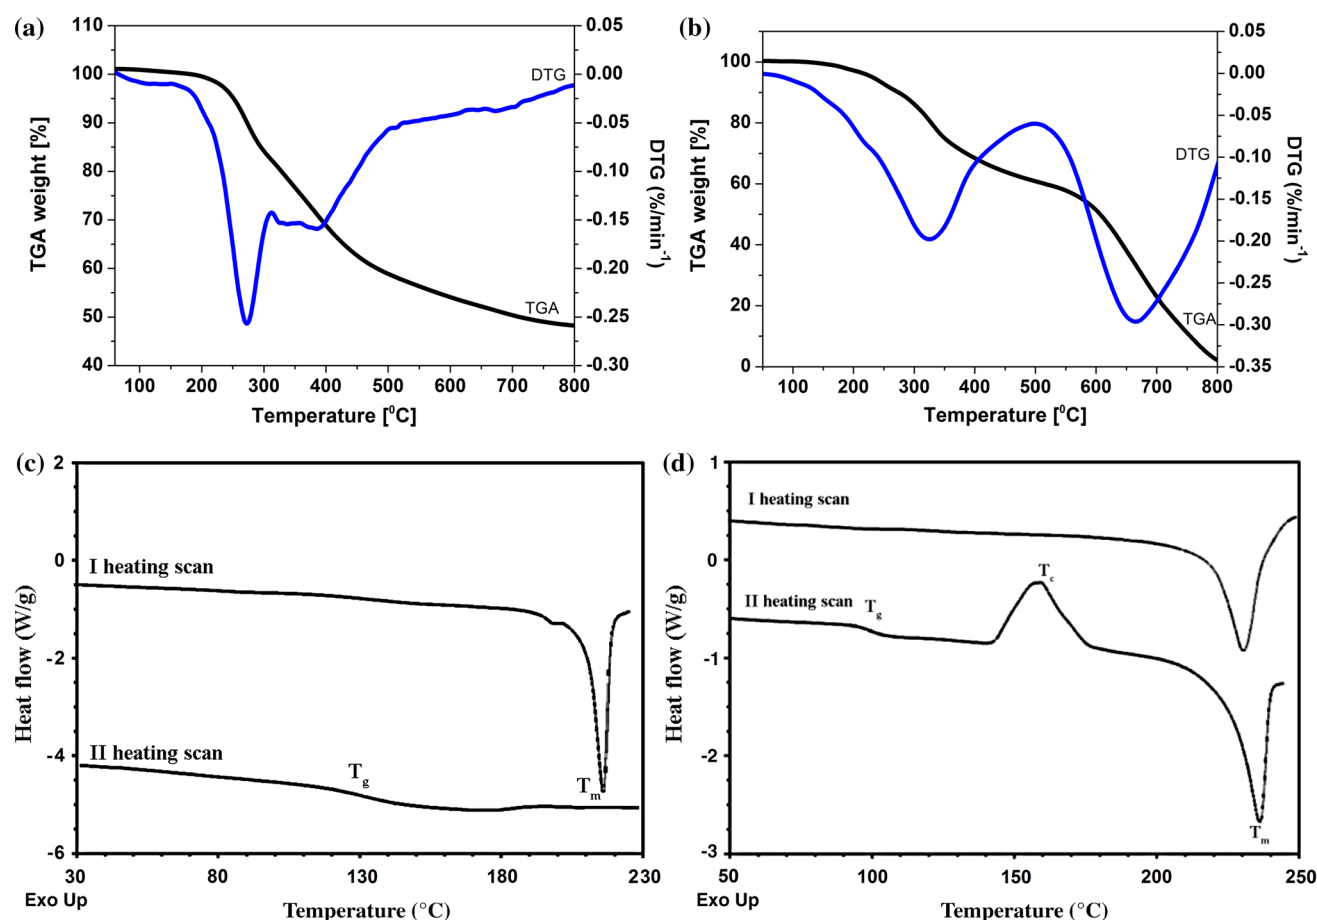 (a)
110
100
90
80
70
60
50
40
TGA weight [%]
0.05
0.00
-0.05
-0.10
-0.15
-0.20
-0.25
-0.30
DTG (%/min⁻¹)
DTG
TGA
100 200 300 400 500 600 700 800
Temperature [⁰C]
(b)
100
80
60
40
20
0
TGA weight [%]
0.05
0.00
-0.05
-0.10
-0.15
-0.20
-0.25
-0.30
-0.35
DTG (%/min⁻¹)
DTG
TGA
100 200 300 400 500 600 700 800
Temperature [⁰C]
(c)
2
0
-2
-4
-6
Heat flow (W/g)
I heating scan
II heating scan
Tg
Tm
30 80 130 180 230
Exo Up
Temperature (°C)
(d)
1
0
-1
-2
-3
Heat flow (W/g)
I heating scan
II heating scan
Tg
Tc
Tm
50 100 150 200 250
Exo Up
Temperature (°C)